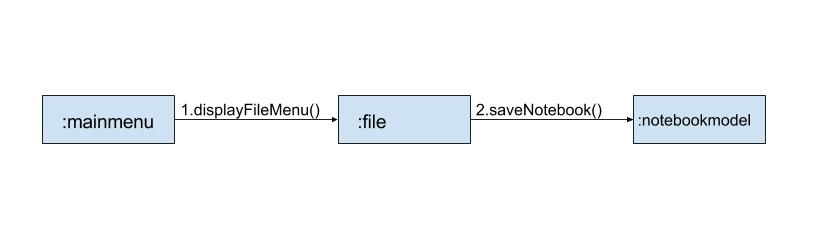 :mainmenu
1.displayFileMenu()
:file
2.saveNotebook()
:notebookmodel